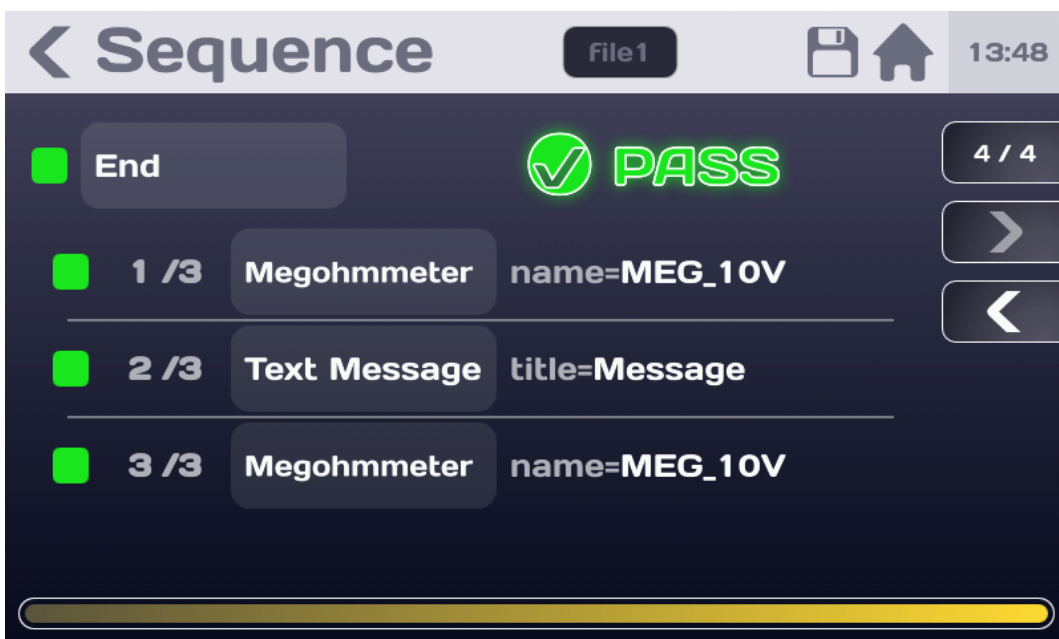 Sequence file1 13:48
End PASS 4 / 4
1 /3 Megohmmeter name=MEG_10V
2 /3 Text Message title=Message
3 /3 Megohmmeter name=MEG_10V